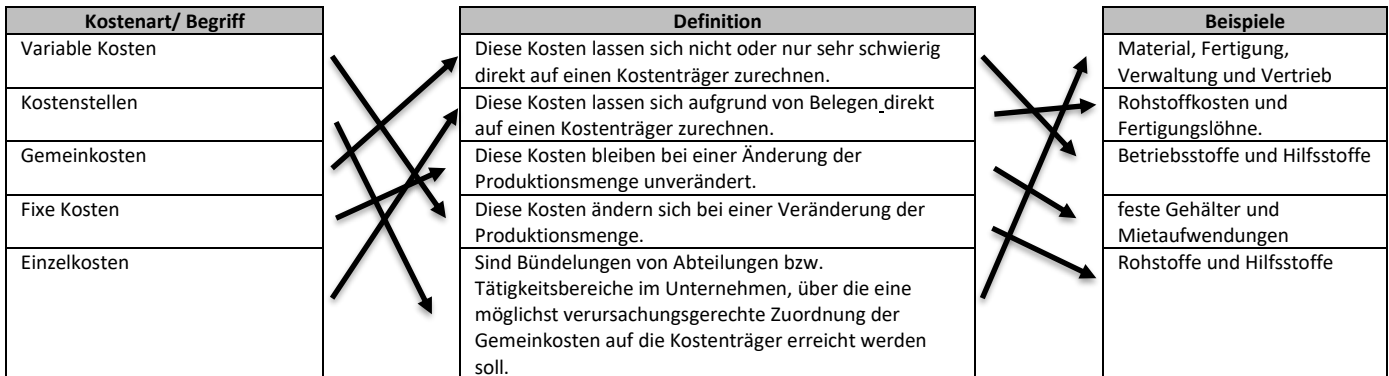 Kostenart/ Begriff
Variable Kosten
Kostenstellen
Gemeinkosten
Fixe Kosten
Einzelkosten
Definition
Diese Kosten lassen sich nicht oder nur sehr schwierig
direkt auf einen Kostenträger zurechnen.
Diese Kosten lassen sich aufgrund von Belegen direkt
auf einen Kostenträger zurechnen.
Diese Kosten bleiben bei einer Änderung der
Produktionsmenge unverändert.
Diese Kosten ändern sich bei einer Veränderung der
Produktionsmenge.
Sind Bündelungen von Abteilungen bzw.
Tätigkeitsbereiche im Unternehmen, über die eine
möglichst verursachungsgerechte Zuordnung der
Gemeinkosten auf die Kostenträger erreicht werden
soll.
Beispiele
Material, Fertigung,
Verwaltung und Vertrieb
Rohstoffkosten und
Fertigungslöhne.
Betriebsstoffe und Hilfsstoffe
feste Gehälter und
Mietaufwendungen
Rohstoffe und Hilfsstoffe